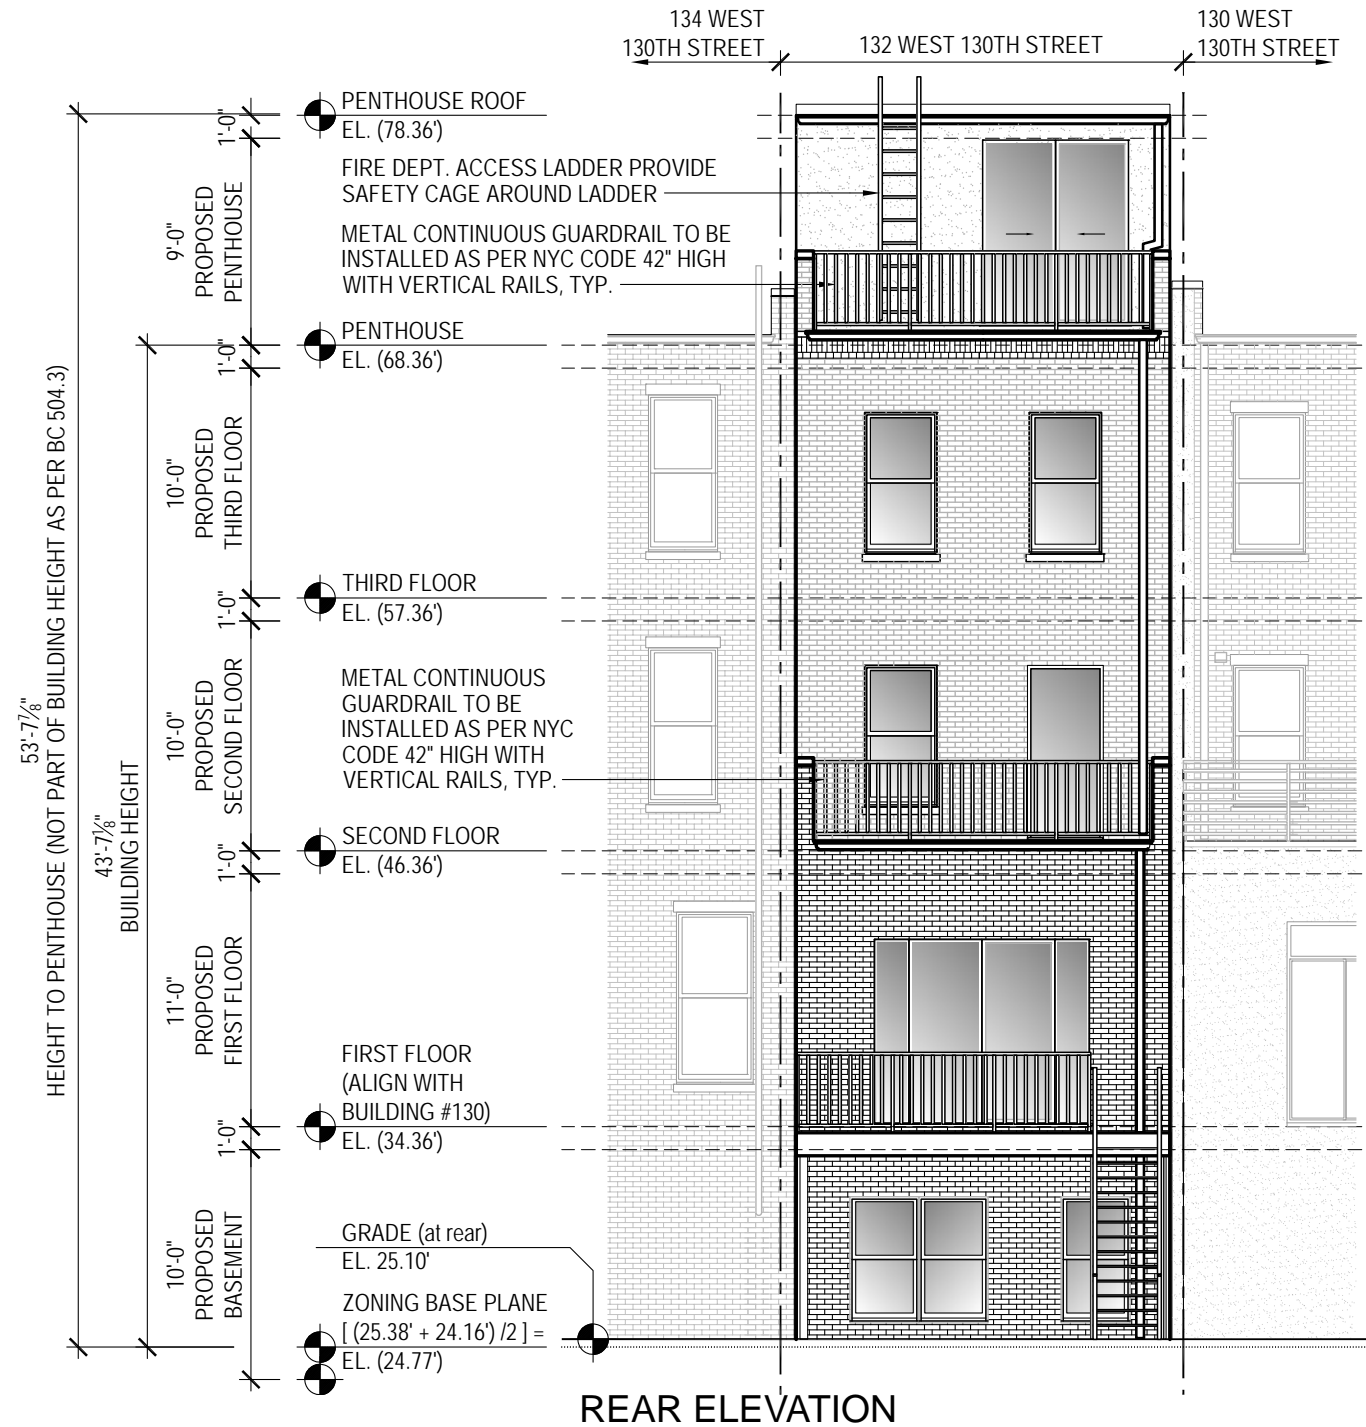 134 WEST
130TH STREET
132 WEST 130TH STREET
130 WEST
130TH STREET
PENTHOUSE ROOF
EL. (78.36')
1'-0"
FIRE DEPT. ACCESS LADDER PROVIDE
SAFETY CAGE AROUND LADDER
9'-0"
PROPOSED
PENTHOUSE
METAL CONTINUOUS GUARDRAIL TO BE
INSTALLED AS PER NYC CODE 42" HIGH
WITH VERTICAL RAILS, TYP.
PENTHOUSE
EL. (68.36')
1'-0"
10'-0"
PROPOSED
THIRD FLOOR
THIRD FLOOR
EL. (57.36')
1'-0"
53'-7⅞"
HEIGHT TO PENTHOUSE (NOT PART OF BUILDING HEIGHT AS PER BC 504.3)
43'-7⅛"
BUILDING HEIGHT
10'-0"
PROPOSED
SECOND FLOOR
METAL CONTINUOUS
GUARDRAIL TO BE
INSTALLED AS PER NYC
CODE 42" HIGH WITH
VERTICAL RAILS, TYP.
SECOND FLOOR
EL. (46.36')
1'-0"
11'-0"
PROPOSED
FIRST FLOOR
FIRST FLOOR
(ALIGN WITH
BUILDING #130)
EL. (34.36')
1'-0"
10'-0"
PROPOSED
BASEMENT
GRADE (at rear)
EL. 25.10'
ZONING BASE PLANE
[ (25.38' + 24.16') /2 ] =
EL. (24.77')
REAR ELEVATION